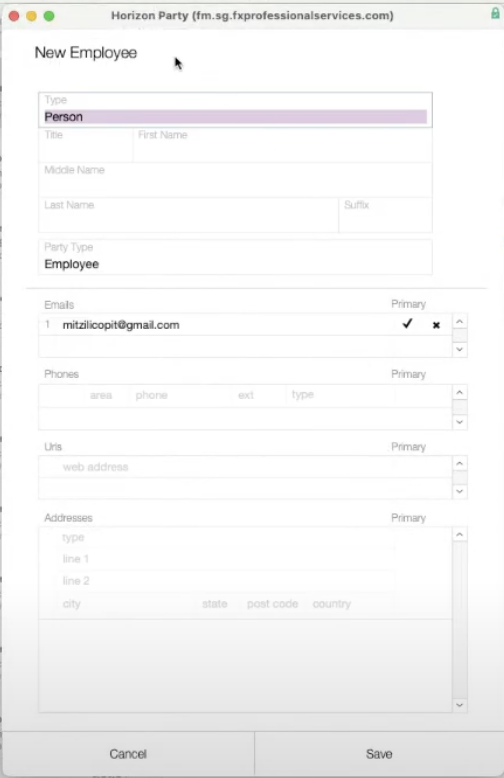 Horizon Party (fm.sg.fxprofessionalservices.com)
New Employee
Type
Person
Title First Name
Middle Name
Last Name Suffix
Party Type
Employee
Emails Primary
1 mitzilicopit@gmail.com
Phones Primary
area phone ext type
Urls Primary
web address
Addresses Primary
type
line 1
line 2
city state post code country
Cancel Save